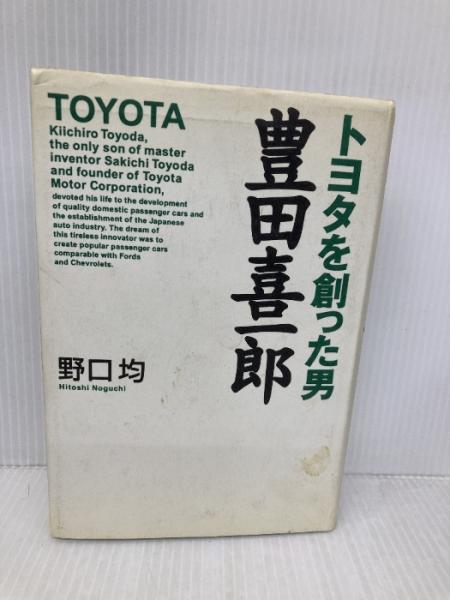 トヨタを創った男
豊田喜一郎
TOYOTA
Kiichiro Toyoda,
the only son of master
inventor Sakichi Toyoda
and founder of Toyota
Motor Corporation,
devoted his life to the development
of quality domestic passenger cars and
the establishment of the Japanese
auto industry. The dream of
this tireless innovator was to
create popular passenger cars
comparable with Fords
and Chevrolets.
野口 均
Hitoshi Noguchi